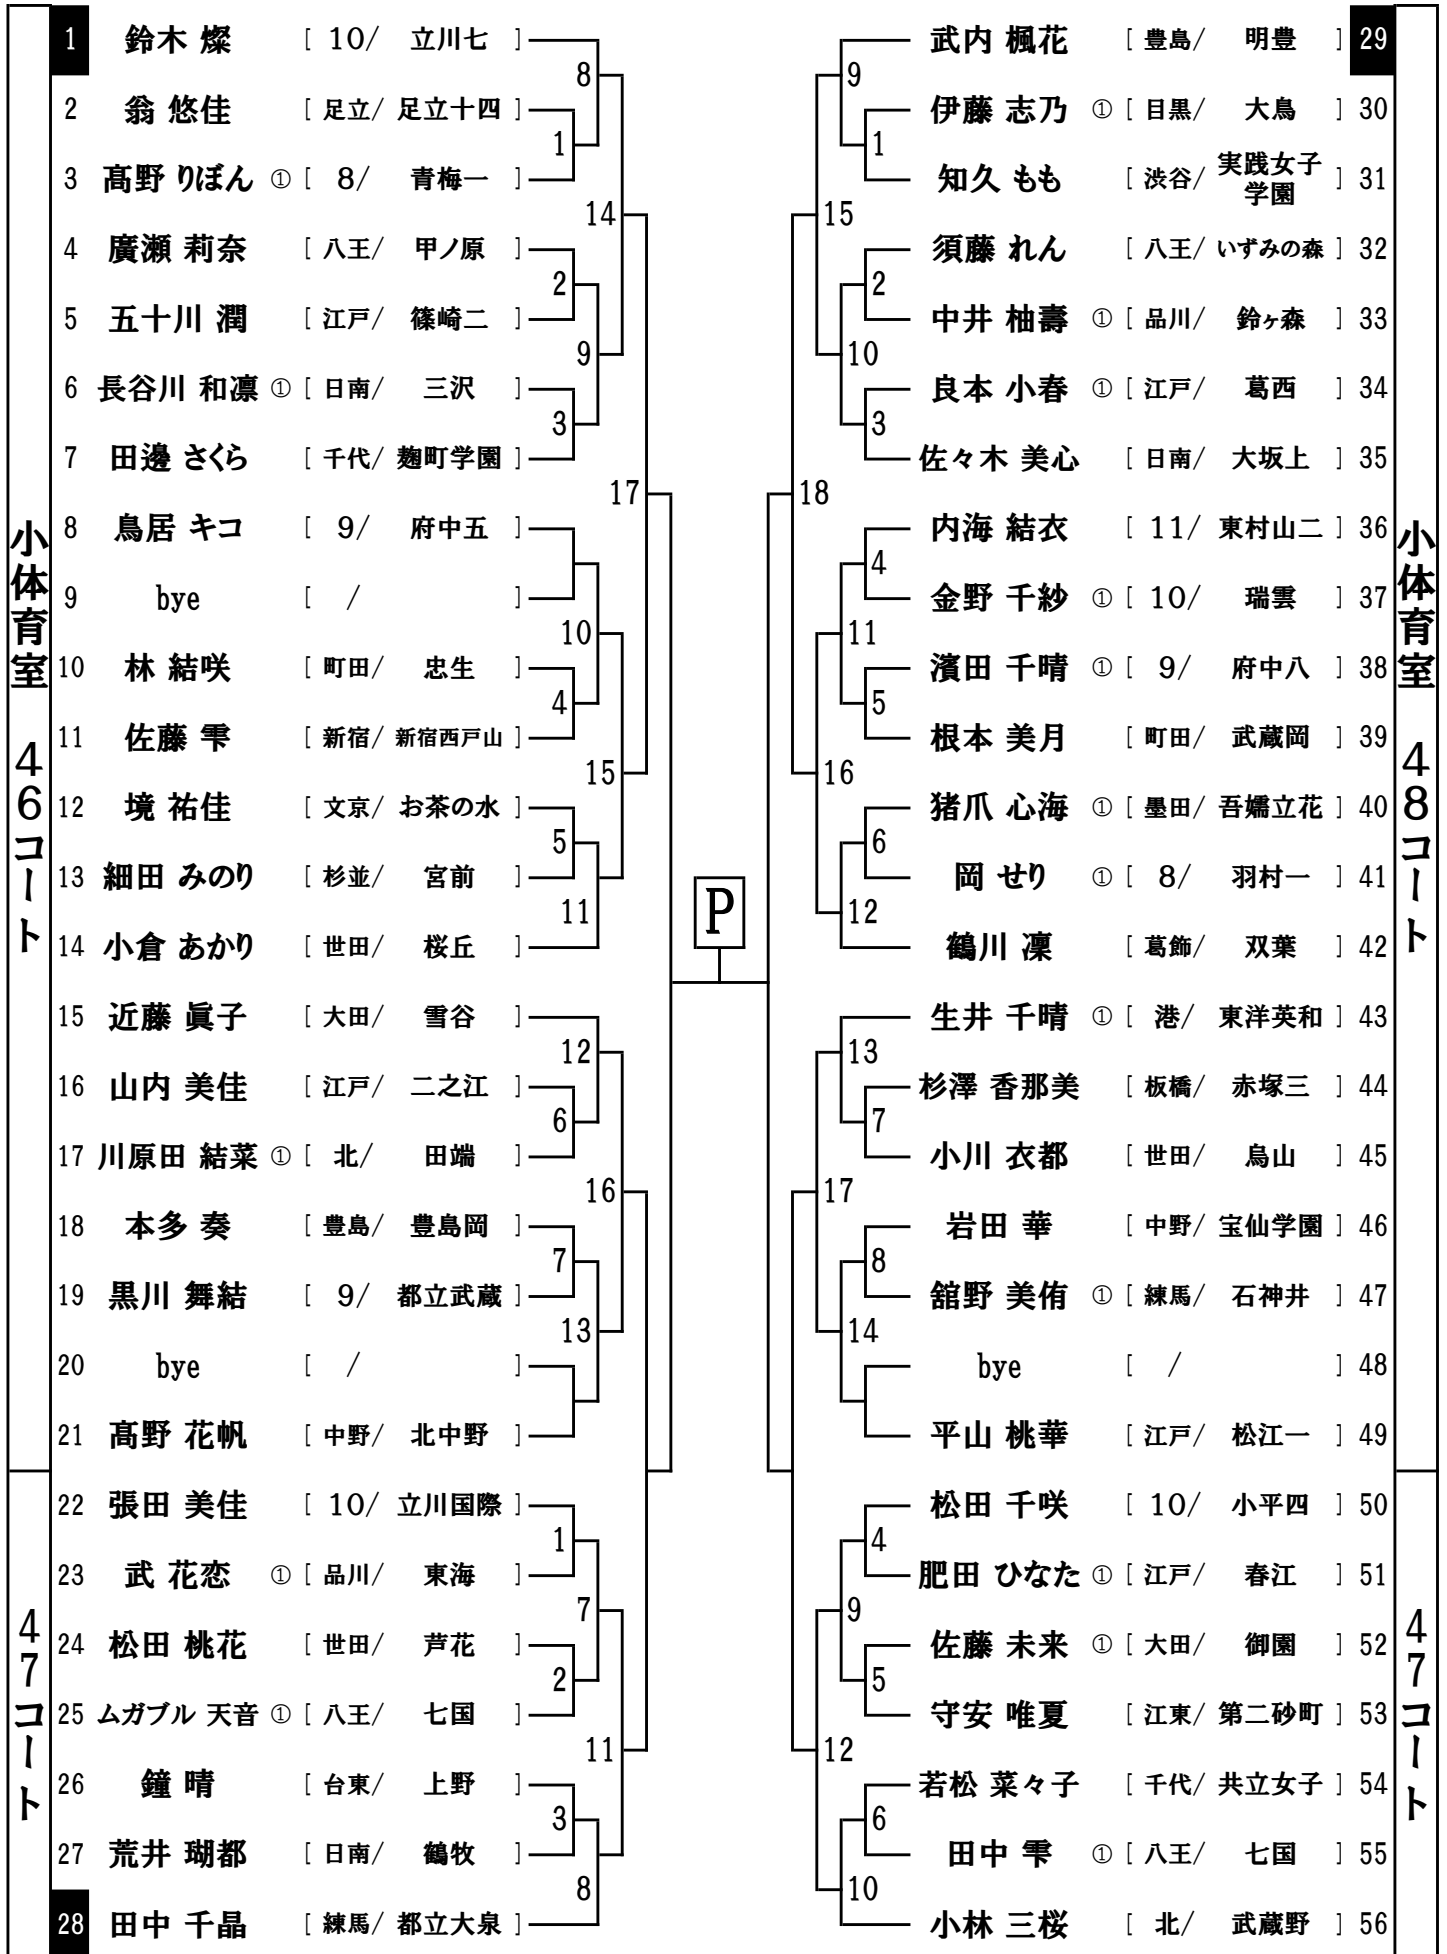 小体育室 46コート
47コート
1 鈴木 燦 [ 10/ 立川七 ]
2 翁 悠佳 [ 足立/ 足立十四 ]
3 髙野 りぼん ① [ 8/ 青梅一 ]
4 廣瀬 莉奈 [ 八王/ 甲ノ原 ]
5 五十川 潤 [ 江戸/ 篠崎二 ]
6 長谷川 和凛 ① [ 日南/ 三沢 ]
7 田邊 さくら [ 千代/ 麹町学園 ]
8 鳥居 キコ [ 9/ 府中五 ]
9 bye [ / ]
10 林 結咲 [ 町田/ 忠生 ]
11 佐藤 雫 [ 新宿/ 新宿西戸山 ]
12 境 祐佳 [ 文京/ お茶の水 ]
13 細田 みのり [ 杉並/ 宮前 ]
14 小倉 あかり [ 世田/ 桜丘 ]
15 近藤 眞子 [ 大田/ 雪谷 ]
16 山内 美佳 [ 江戸/ 二之江 ]
17 川原田 結菜 ① [ 北/ 田端 ]
18 本多 奏 [ 豊島/ 豊島岡 ]
19 黒川 舞結 [ 9/ 都立武蔵 ]
20 bye [ / ]
21 髙野 花帆 [ 中野/ 北中野 ]
22 張田 美佳 [ 10/ 立川国際 ]
23 武 花恋 ① [ 品川/ 東海 ]
24 松田 桃花 [ 世田/ 芦花 ]
25 ムガブル 天音 ① [ 八王/ 七国 ]
26 鐘 晴 [ 台東/ 上野 ]
27 荒井 瑚都 [ 日南/ 鶴牧 ]
28 田中 千晶 [ 練馬/ 都立大泉 ]
8
1
14
2
9
3
17
10
4
15
5
11
12
6
16
7
13
1
7
2
11
3
8
P
9
1
15
2
10
3
18
4
11
5
16
6
12
13
7
17
8
14
4
9
5
12
6
10
武内 楓花 [ 豊島/ 明豊 ] 29
伊藤 志乃 ① [ 目黒/ 大鳥 ] 30
知久 もも [ 渋谷/ 実践女子学園 ] 31
須藤 れん [ 八王/ いずみの森 ] 32
中井 柚壽 ① [ 品川/ 鈴ヶ森 ] 33
良本 小春 ① [ 江戸/ 葛西 ] 34
佐々木 美心 [ 日南/ 大坂上 ] 35
内海 結衣 [ 11/ 東村山二 ] 36
金野 千紗 ① [ 10/ 瑞雲 ] 37
濱田 千晴 ① [ 9/ 府中八 ] 38
根本 美月 [ 町田/ 武蔵岡 ] 39
猪爪 心海 ① [ 墨田/ 吾嬬立花 ] 40
岡 せり ① [ 8/ 羽村一 ] 41
鶴川 凜 [ 葛飾/ 双葉 ] 42
生井 千晴 ① [ 港/ 東洋英和 ] 43
杉澤 香那美 [ 板橋/ 赤塚三 ] 44
小川 衣都 [ 世田/ 烏山 ] 45
岩田 華 [ 中野/ 宝仙学園 ] 46
舘野 美侑 ① [ 練馬/ 石神井 ] 47
bye [ / ] 48
平山 桃華 [ 江戸/ 松江一 ] 49
松田 千咲 [ 10/ 小平四 ] 50
肥田 ひなた ① [ 江戸/ 春江 ] 51
佐藤 未来 ① [ 大田/ 御園 ] 52
守安 唯夏 [ 江東/ 第二砂町 ] 53
若松 菜々子 [ 千代/ 共立女子 ] 54
田中 雫 ① [ 八王/ 七国 ] 55
小林 三桜 [ 北/ 武蔵野 ] 56
小体育室 48コート
47コート